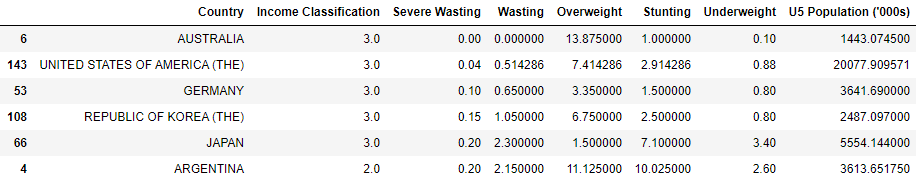 Country Income Classification Severe Wasting Wasting Overweight Stunting Underweight U5 Population ('000s)
6 AUSTRALIA 3.0 0.00 0.000000 13.875000 1.000000 0.10 1443.074500
143 UNITED STATES OF AMERICA (THE) 3.0 0.04 0.514286 7.414286 2.914286 0.88 20077.909571
53 GERMANY 3.0 0.10 0.650000 3.350000 1.500000 0.80 3641.690000
108 REPUBLIC OF KOREA (THE) 3.0 0.15 1.050000 6.750000 2.500000 0.80 2487.097000
66 JAPAN 3.0 0.20 2.300000 1.500000 7.100000 3.40 5554.144000
4 ARGENTINA 2.0 0.20 2.150000 11.125000 10.025000 2.60 3613.651750